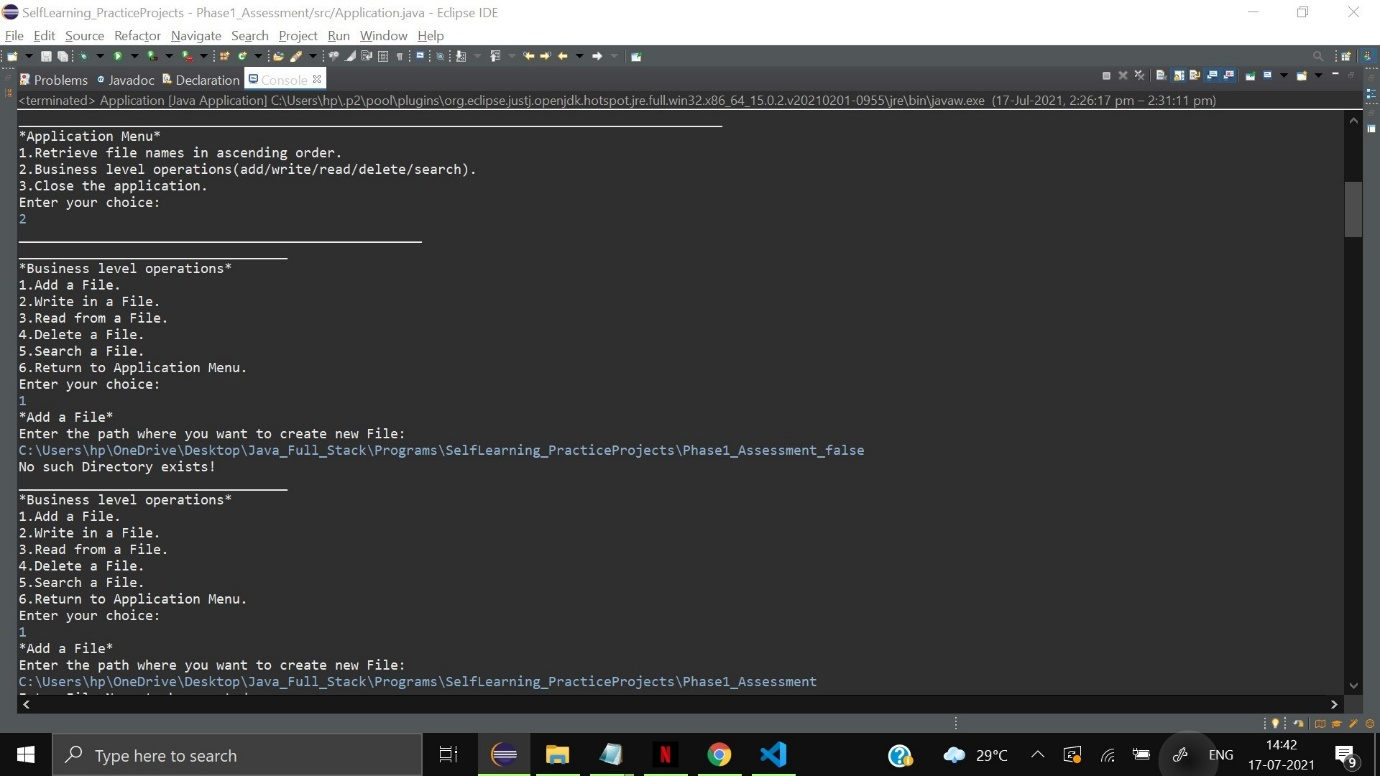 SelfLearning_PracticeProjects - Phase1_Assessment/src/Application.java - Eclipse IDE
File Edit Source Refactor Navigate Search Project Run Window Help
Problems Javadoc Declaration Console
<terminated> Application [Java Application] C:\Users\hp\.p2\pool\plugins\org.eclipse.justj.openjdk.hotspot.jre.full.win32.x86_64_15.0.2.v20210201-0955\jre\bin\javaw.exe (17-Jul-2021, 2:26:17 pm – 2:31:11 pm)
*Application Menu*
1.Retrieve file names in ascending order.
2.Business level operations(add/write/read/delete/search).
3.Close the application.
Enter your choice:
2
*Business level operations*
1.Add a File.
2.Write in a File.
3.Read from a File.
4.Delete a File.
5.Search a File.
6.Return to Application Menu.
Enter your choice:
1
*Add a File*
Enter the path where you want to create new File:
C:\Users\hp\OneDrive\Desktop\Java_Full_Stack\Programs\SelfLearning_PracticeProjects\Phase1_Assessment_false
No such Directory exists!
*Business level operations*
1.Add a File.
2.Write in a File.
3.Read from a File.
4.Delete a File.
5.Search a File.
6.Return to Application Menu.
Enter your choice:
1
*Add a File*
Enter the path where you want to create new File:
C:\Users\hp\OneDrive\Desktop\Java_Full_Stack\Programs\SelfLearning_PracticeProjects\Phase1_Assessment
Type here to search
29°C
ENG
14:42
17-07-2021
9